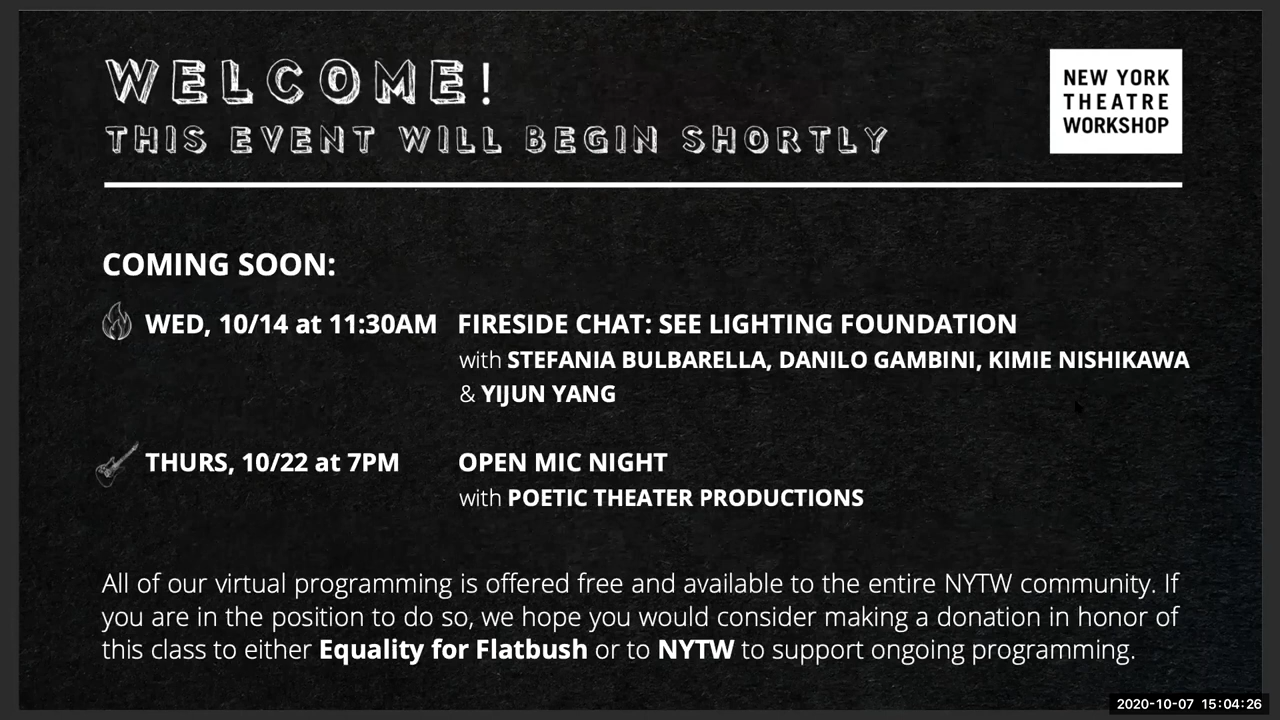 WELCOME!
THIS EVENT WILL BEGIN SHORTLY
NEW YORK
THEATRE
WORKSHOP
COMING SOON:
WED, 10/14 at 11:30AM FIRESIDE CHAT: SEE LIGHTING FOUNDATION
with STEFANIA BULBARELLA, DANILO GAMBINI, KIMIE NISHIKAWA
& YIJUN YANG
THURS, 10/22 at 7PM OPEN MIC NIGHT
with POETIC THEATER PRODUCTIONS
All of our virtual programming is offered free and available to the entire NYTW community. If
you are in the position to do so, we hope you would consider making a donation in honor of
this class to either Equality for Flatbush or to NYTW to support ongoing programming.
2020-10-07 15:04:26